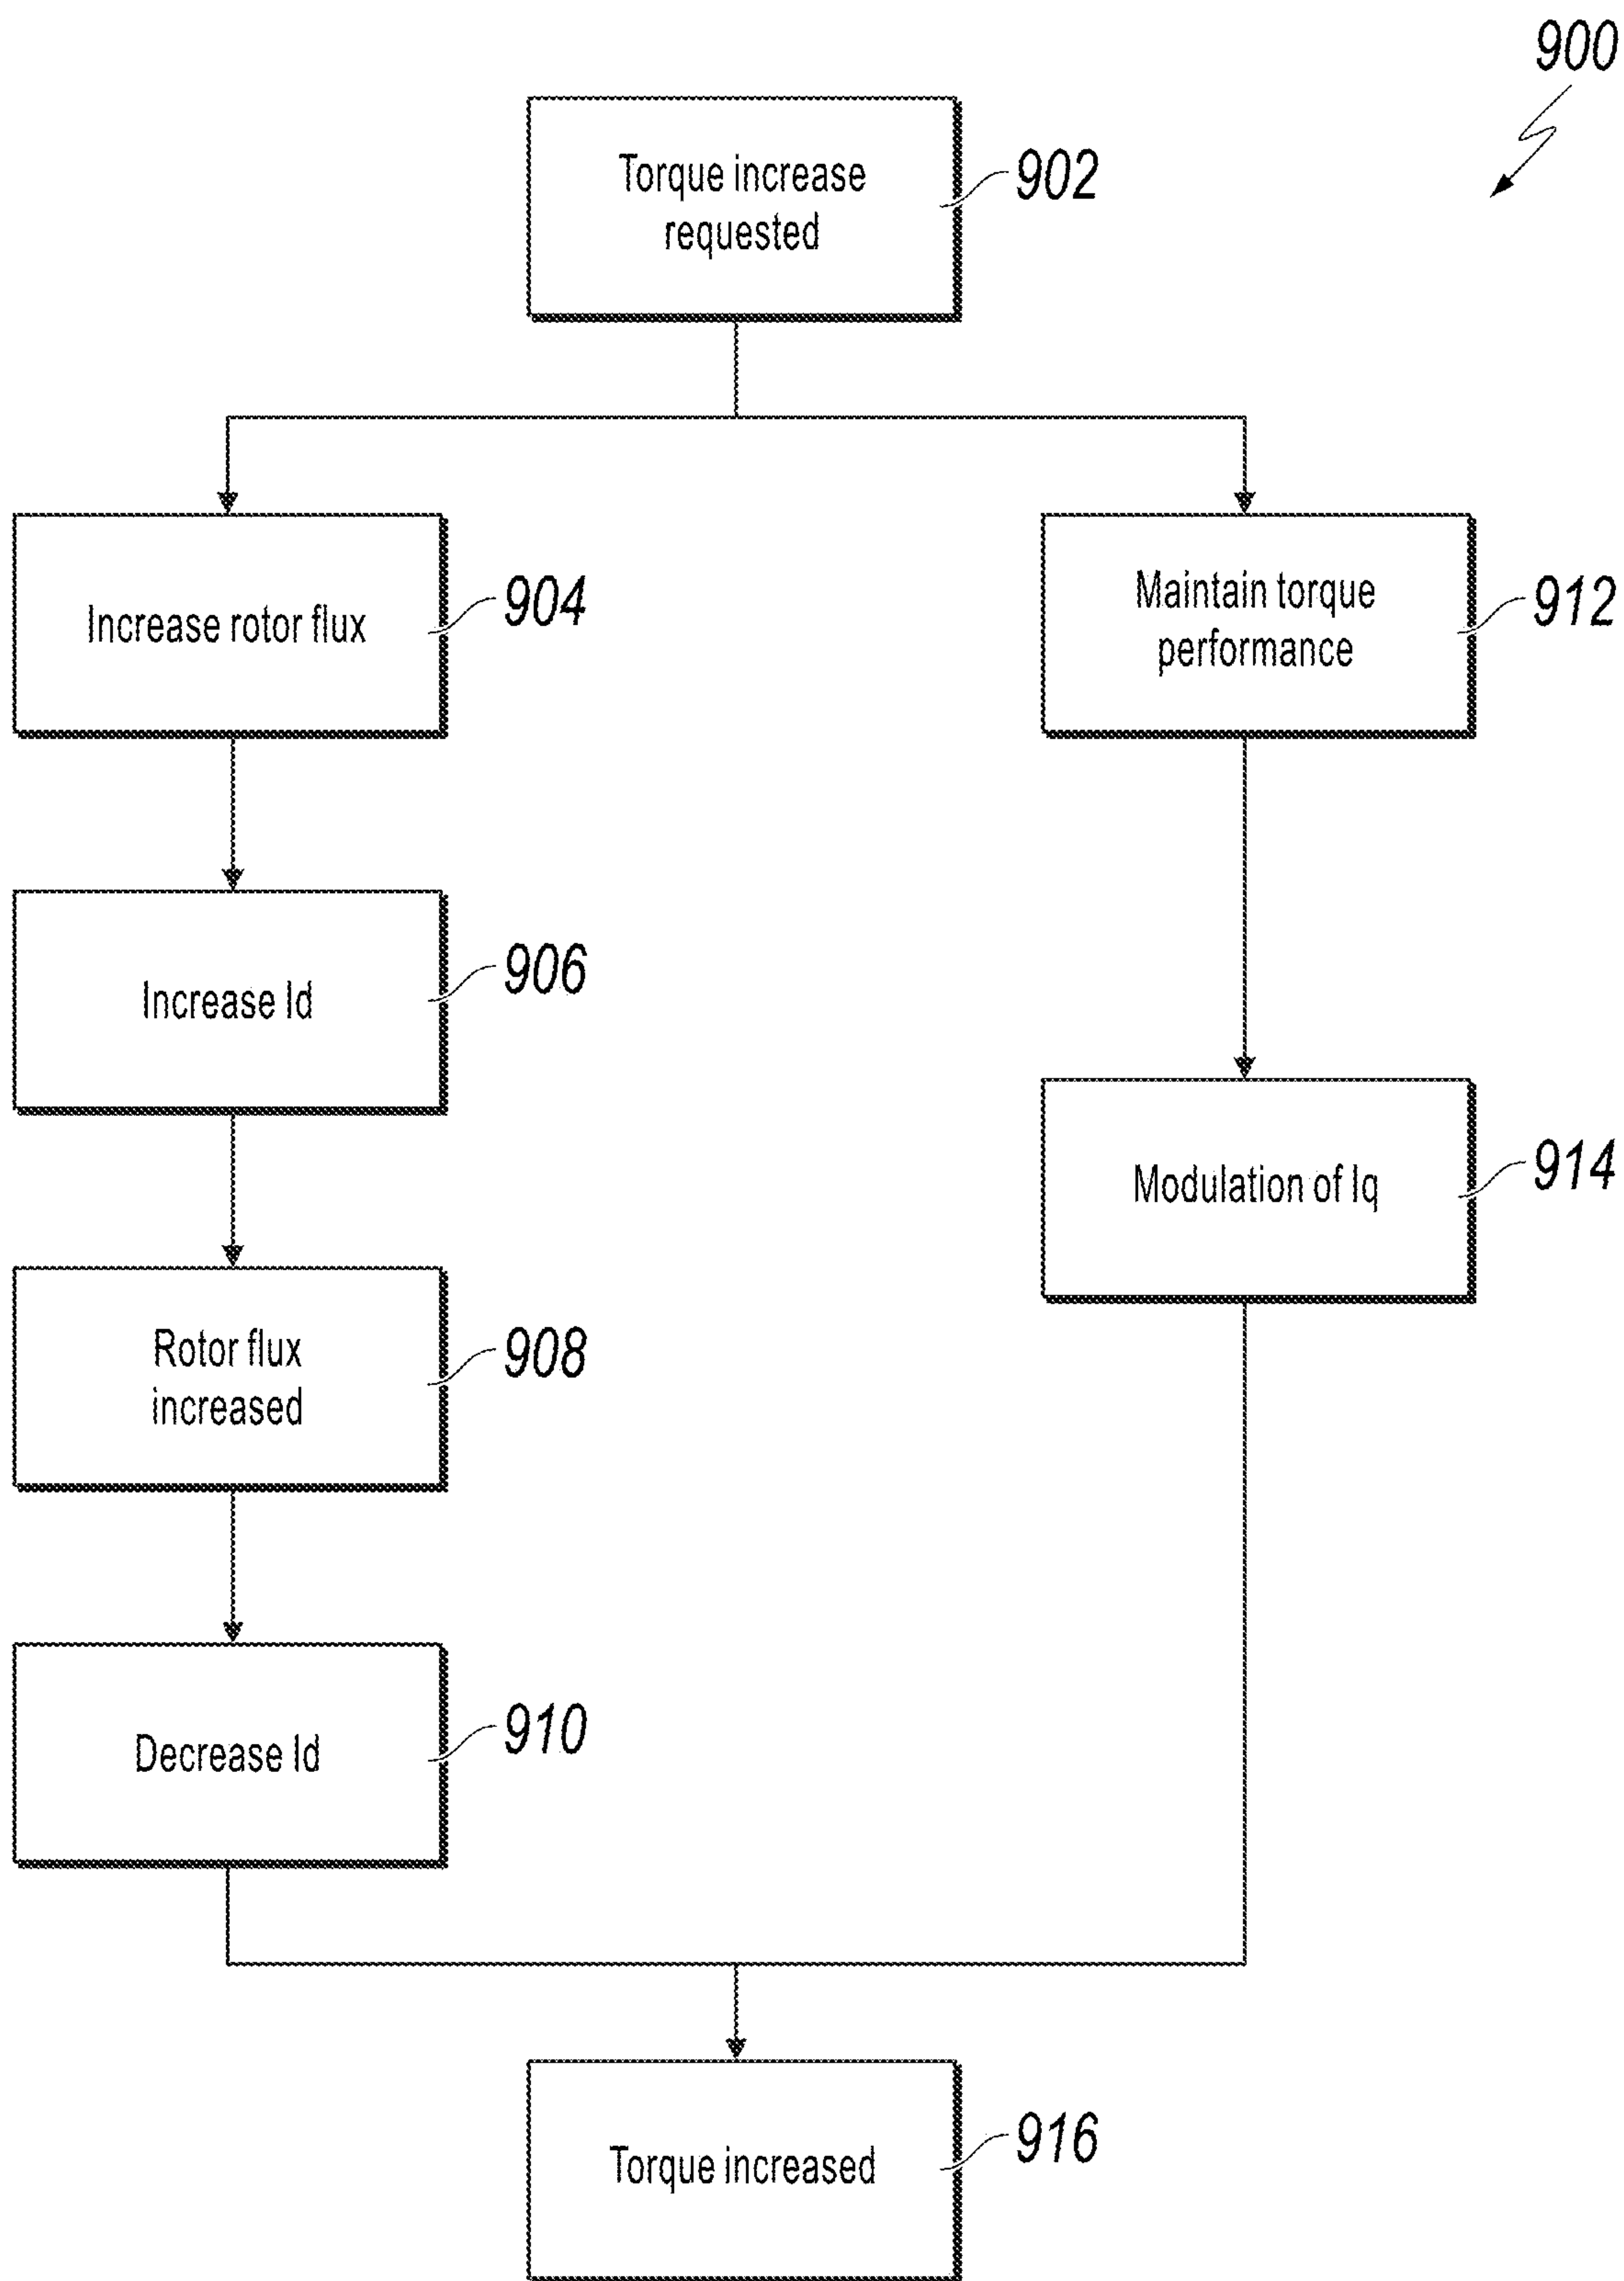 900
Torque increase
requested
902
Increase rotor flux
904
Maintain torque
performance
912
Increase Id
906
Modulation of Iq
914
Rotor flux
increased
908
Decrease Id
910
Torque increased
916